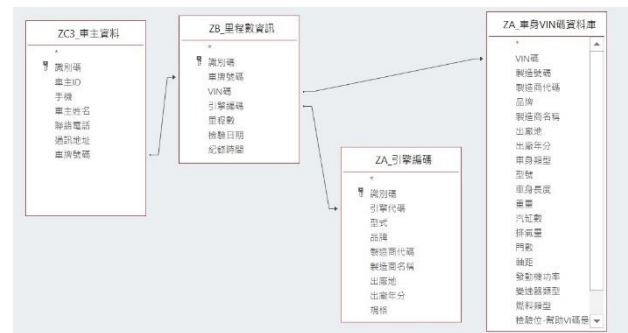 ZC3_車主資料
*
識別碼
車主ID
手機
車主姓名
聯絡電話
通訊地址
車牌號碼
ZB_里程數資訊
*
識別碼
車牌號碼
VIN碼
引擎編碼
里程數
檢驗日期
紀錄時間
ZA_引擎編碼
*
識別碼
引擎代碼
型式
品牌
製造商代碼
製造商名稱
出廠地
出廠年分
規格
ZA_車身VIN碼資料庫
*
VIN碼
製造號碼
製造商代碼
品牌
製造商名稱
出廠地
出廠年分
車身類型
型號
車身長度
重量
汽缸數
排氣量
門數
軸距
發動機功率
變速器類型
燃料類型
檢驗位-幫助VI碼是